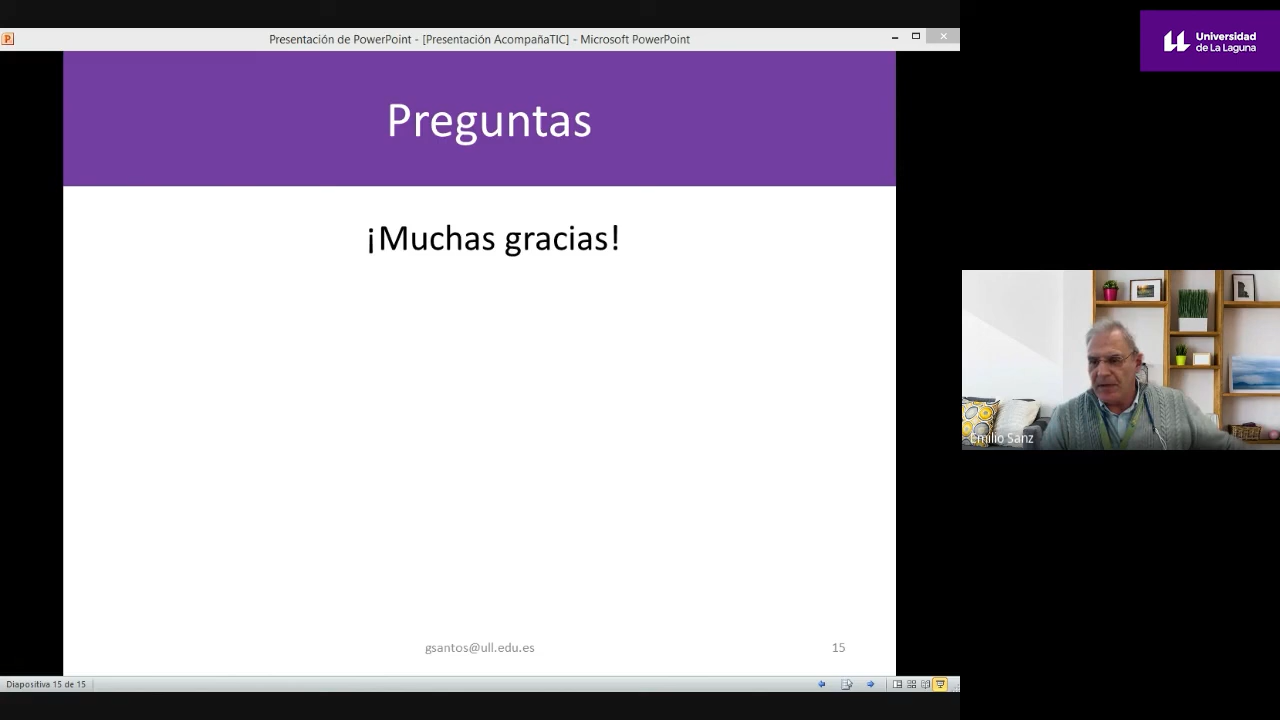 Presentación de PowerPoint - [Presentación AcompañaTIC] - Microsoft PowerPoint
Universidad
de La Laguna
Preguntas
¡Muchas gracias!
Emilio Sanz
gsantos@ull.edu.es
15
Diapositiva 15 de 15